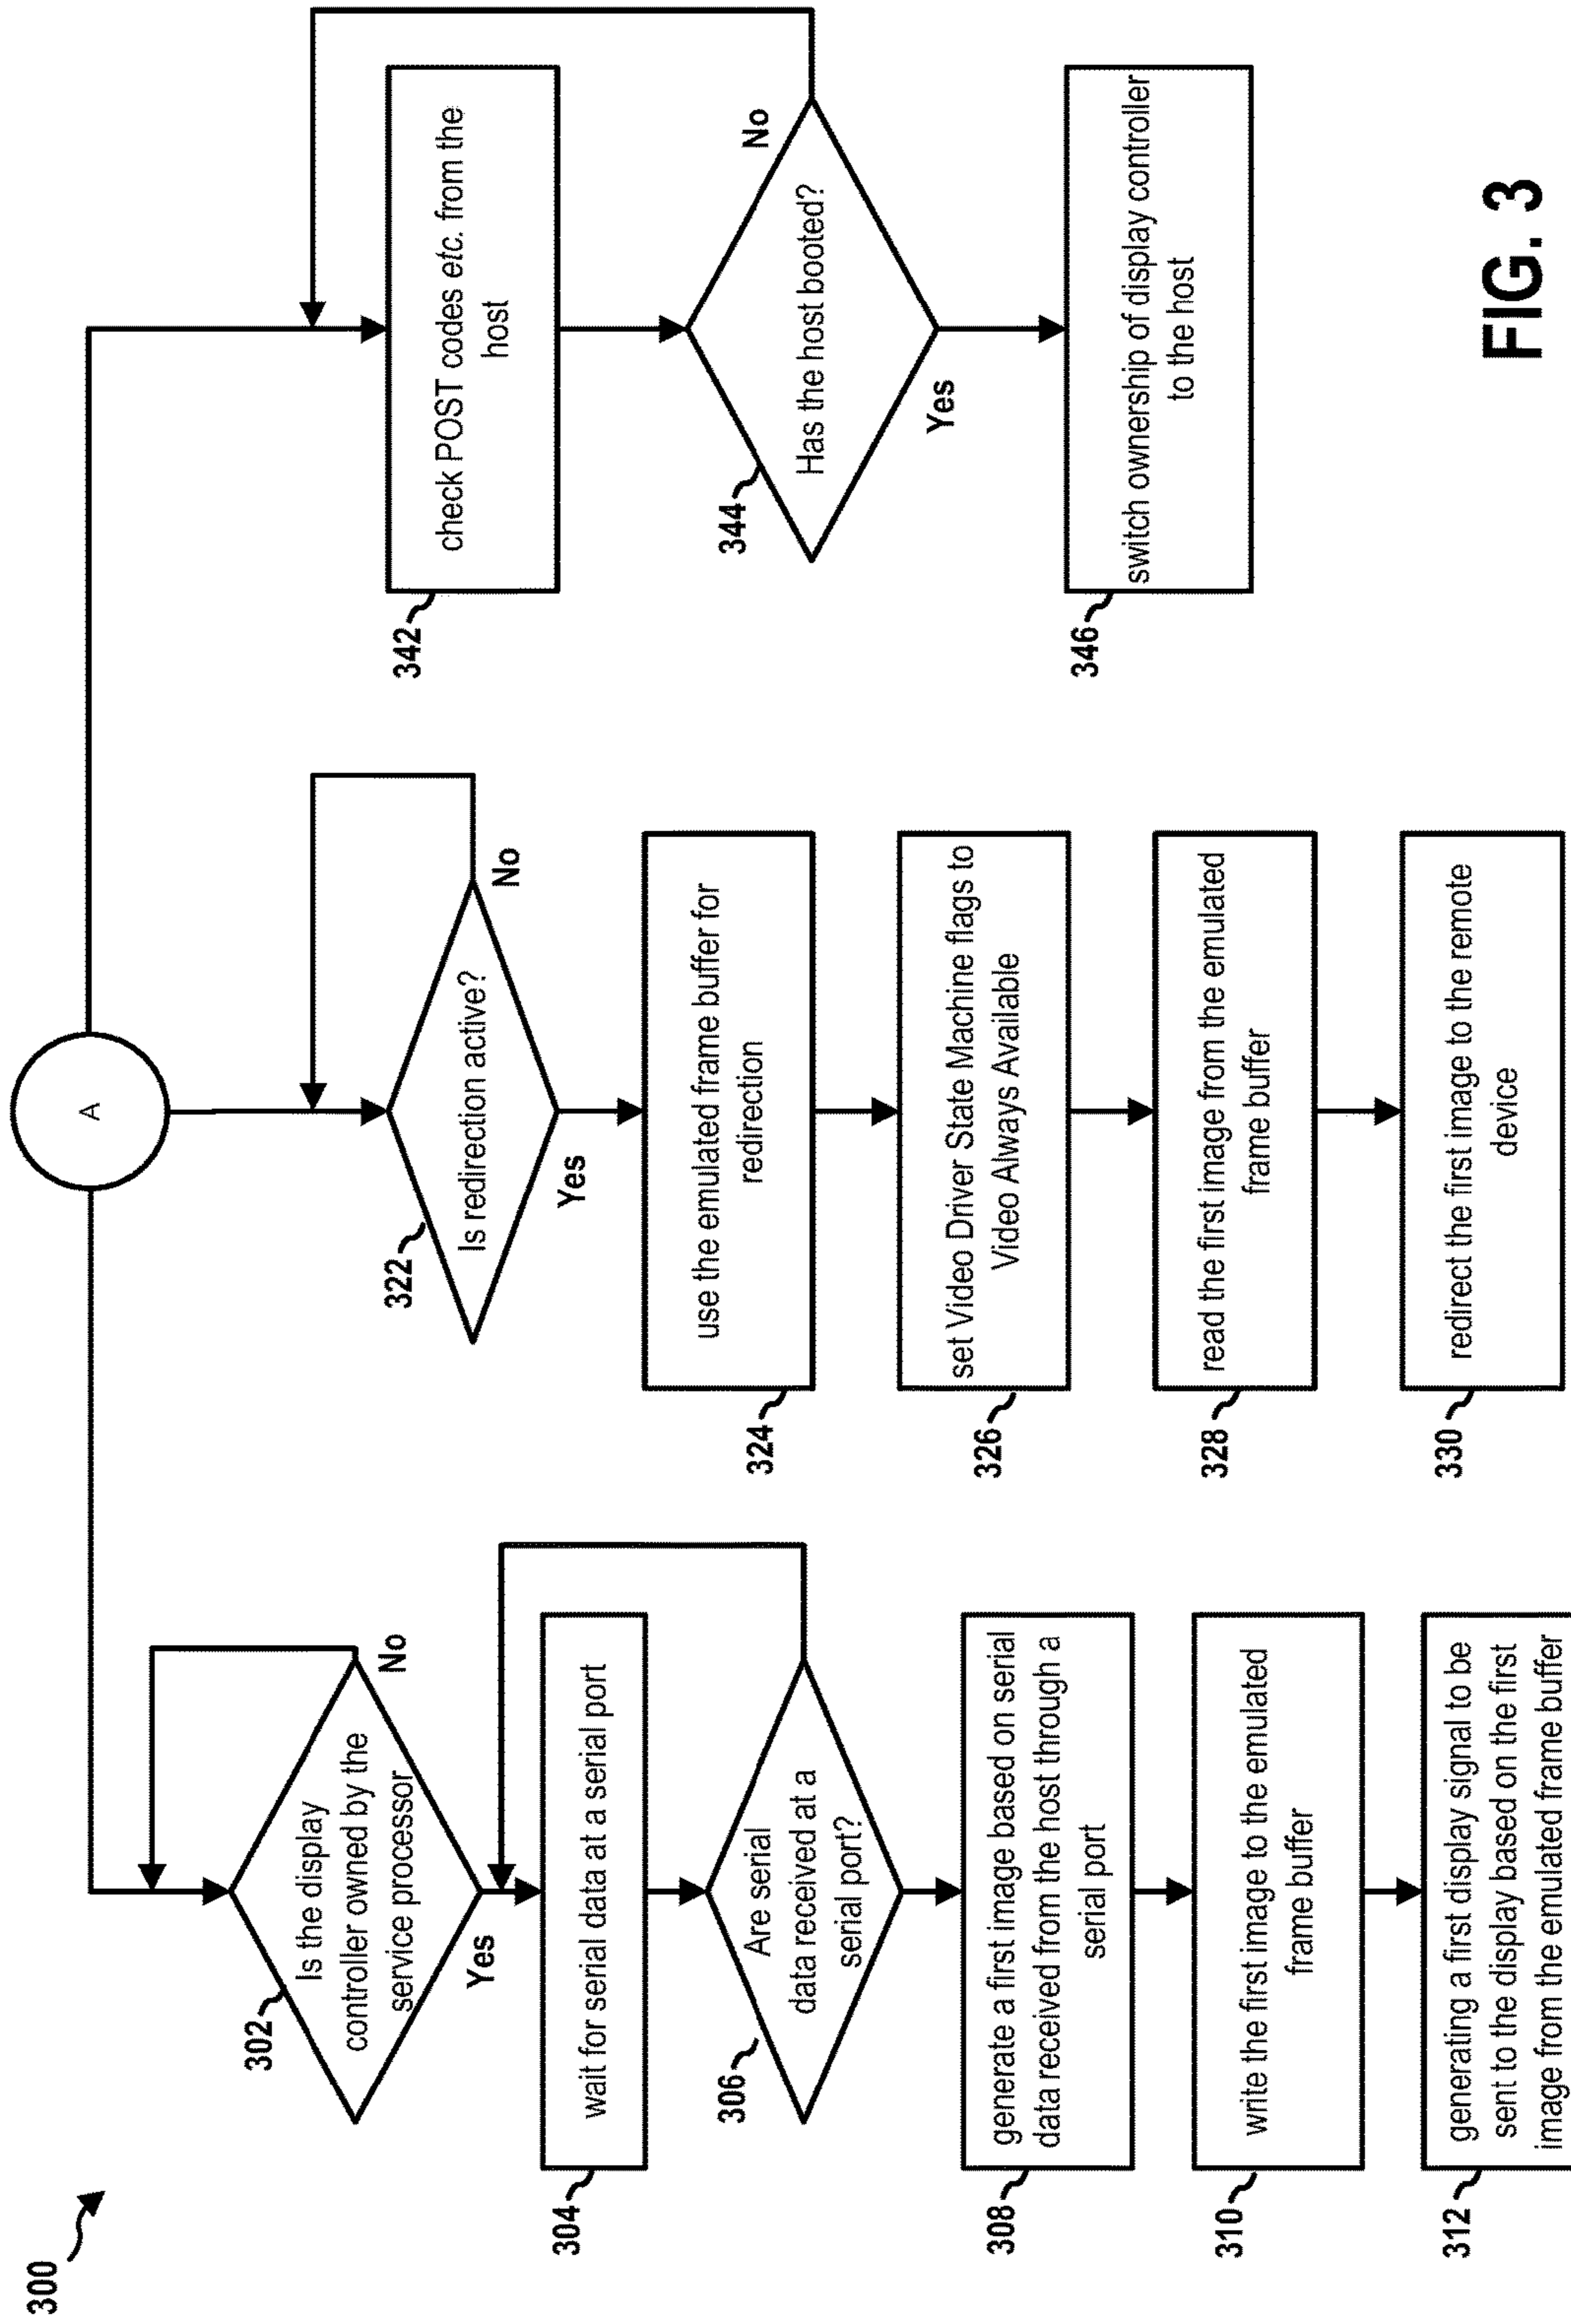 300
A
302
Is the display
controller owned by the
service processor
No
Yes
304
wait for serial data at a serial port
306
Are serial
data received at a
serial port?
308
generate a first image based on serial
data received from the host through a
serial port
310
write the first image to the emulated
frame buffer
312
generating a first display signal to be
sent to the display based on the first
image from the emulated frame buffer
322
Is redirection active?
No
Yes
324
use the emulated frame buffer for
redirection
326
set Video Driver State Machine flags to
Video Always Available
328
read the first image from the emulated
frame buffer
330
redirect the first image to the remote
device
342
check POST codes etc. from the
host
344
Has the host booted?
No
Yes
346
switch ownership of display controller
to the host
FIG. 3